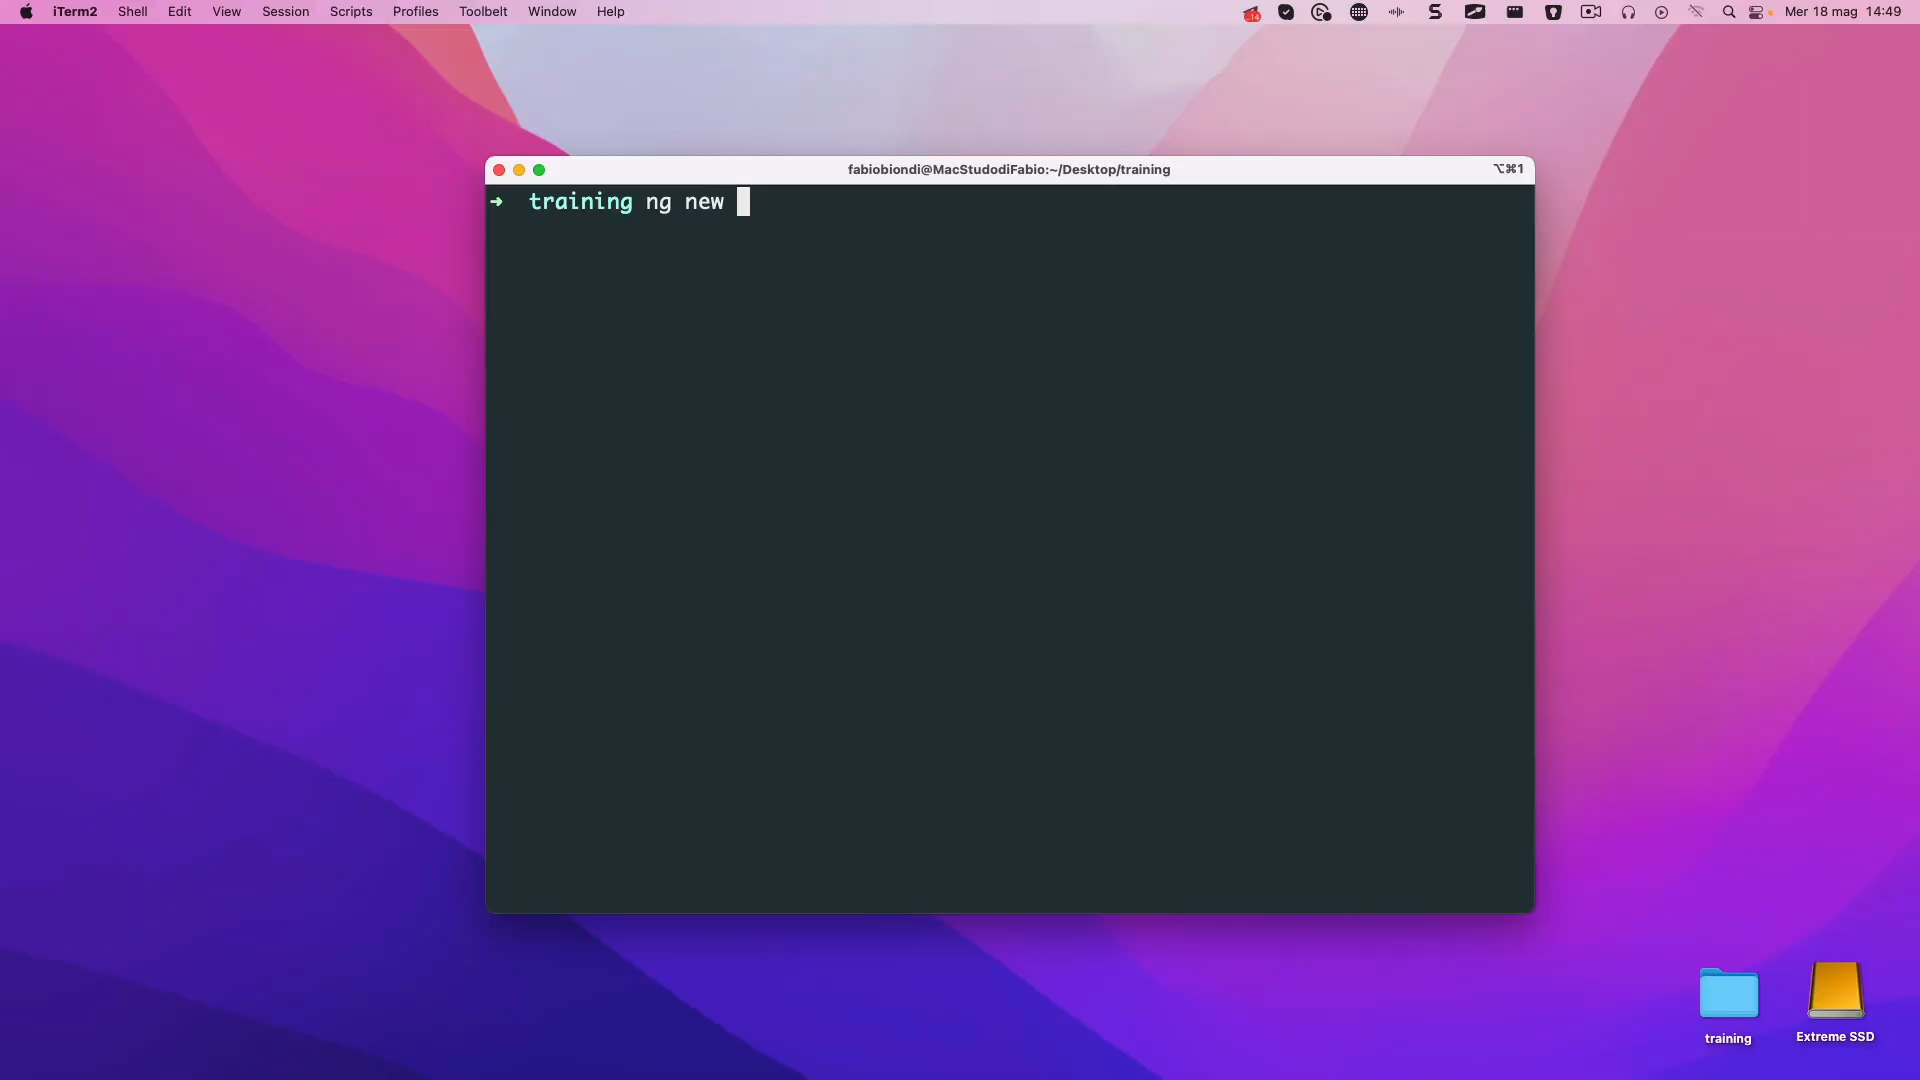 iTerm2 Shell Edit View Session Scripts Profiles Toolbelt Window Help 14 Mer 18 mag 14:49
fabiobiondi@MacStudodiFabio:~/Desktop/training ⌥⌘1
➜ training ng new
training
Extreme SSD